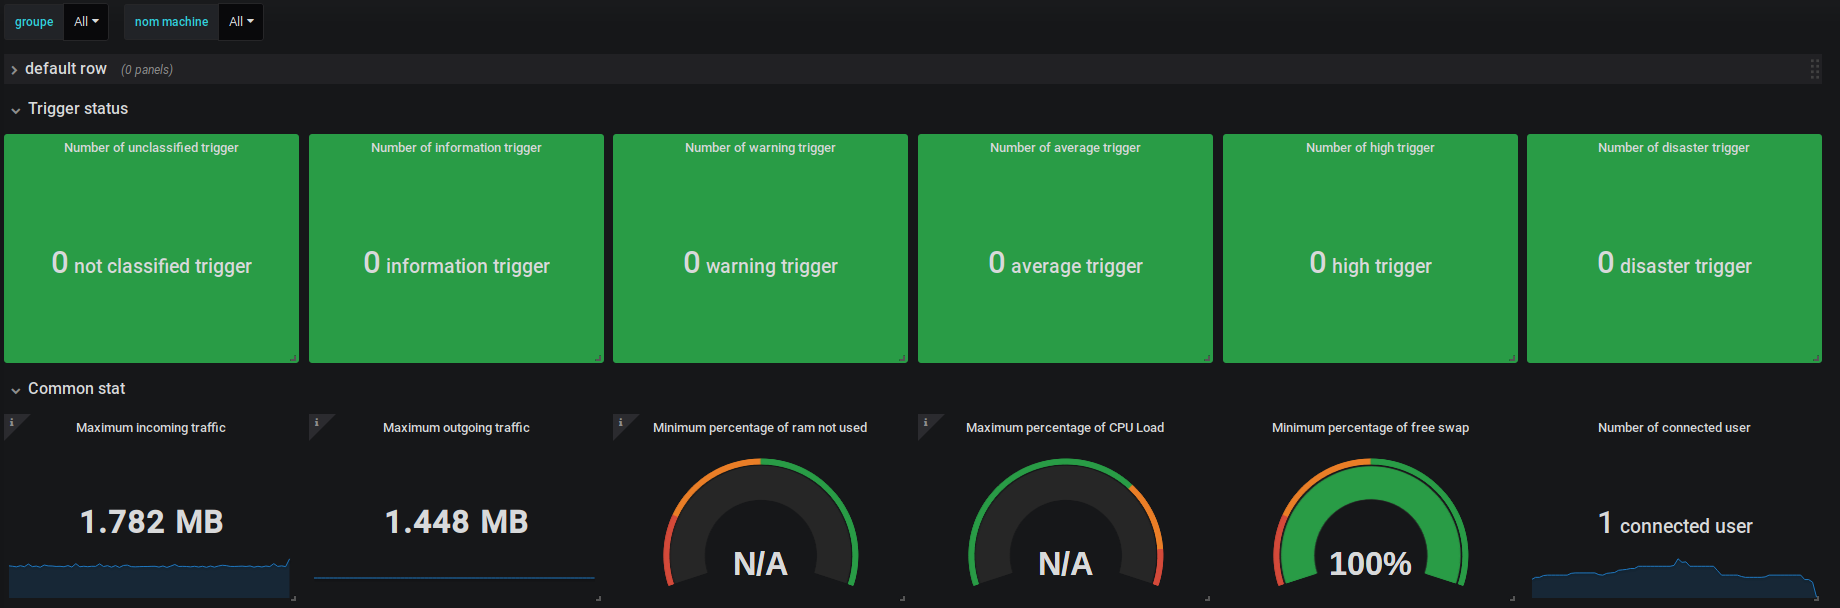 groupe All nom machine All
default row (0 panels)
Trigger status
Number of unclassified trigger
0 not classified trigger
Number of information trigger
0 information trigger
Number of warning trigger
0 warning trigger
Number of average trigger
0 average trigger
Number of high trigger
0 high trigger
Number of disaster trigger
0 disaster trigger
Common stat
i
Maximum incoming traffic
1.782 MB
i
Maximum outgoing traffic
1.448 MB
i
Minimum percentage of ram not used
N/A
i
Maximum percentage of CPU Load
N/A
Minimum percentage of free swap
100%
Number of connected user
1 connected user